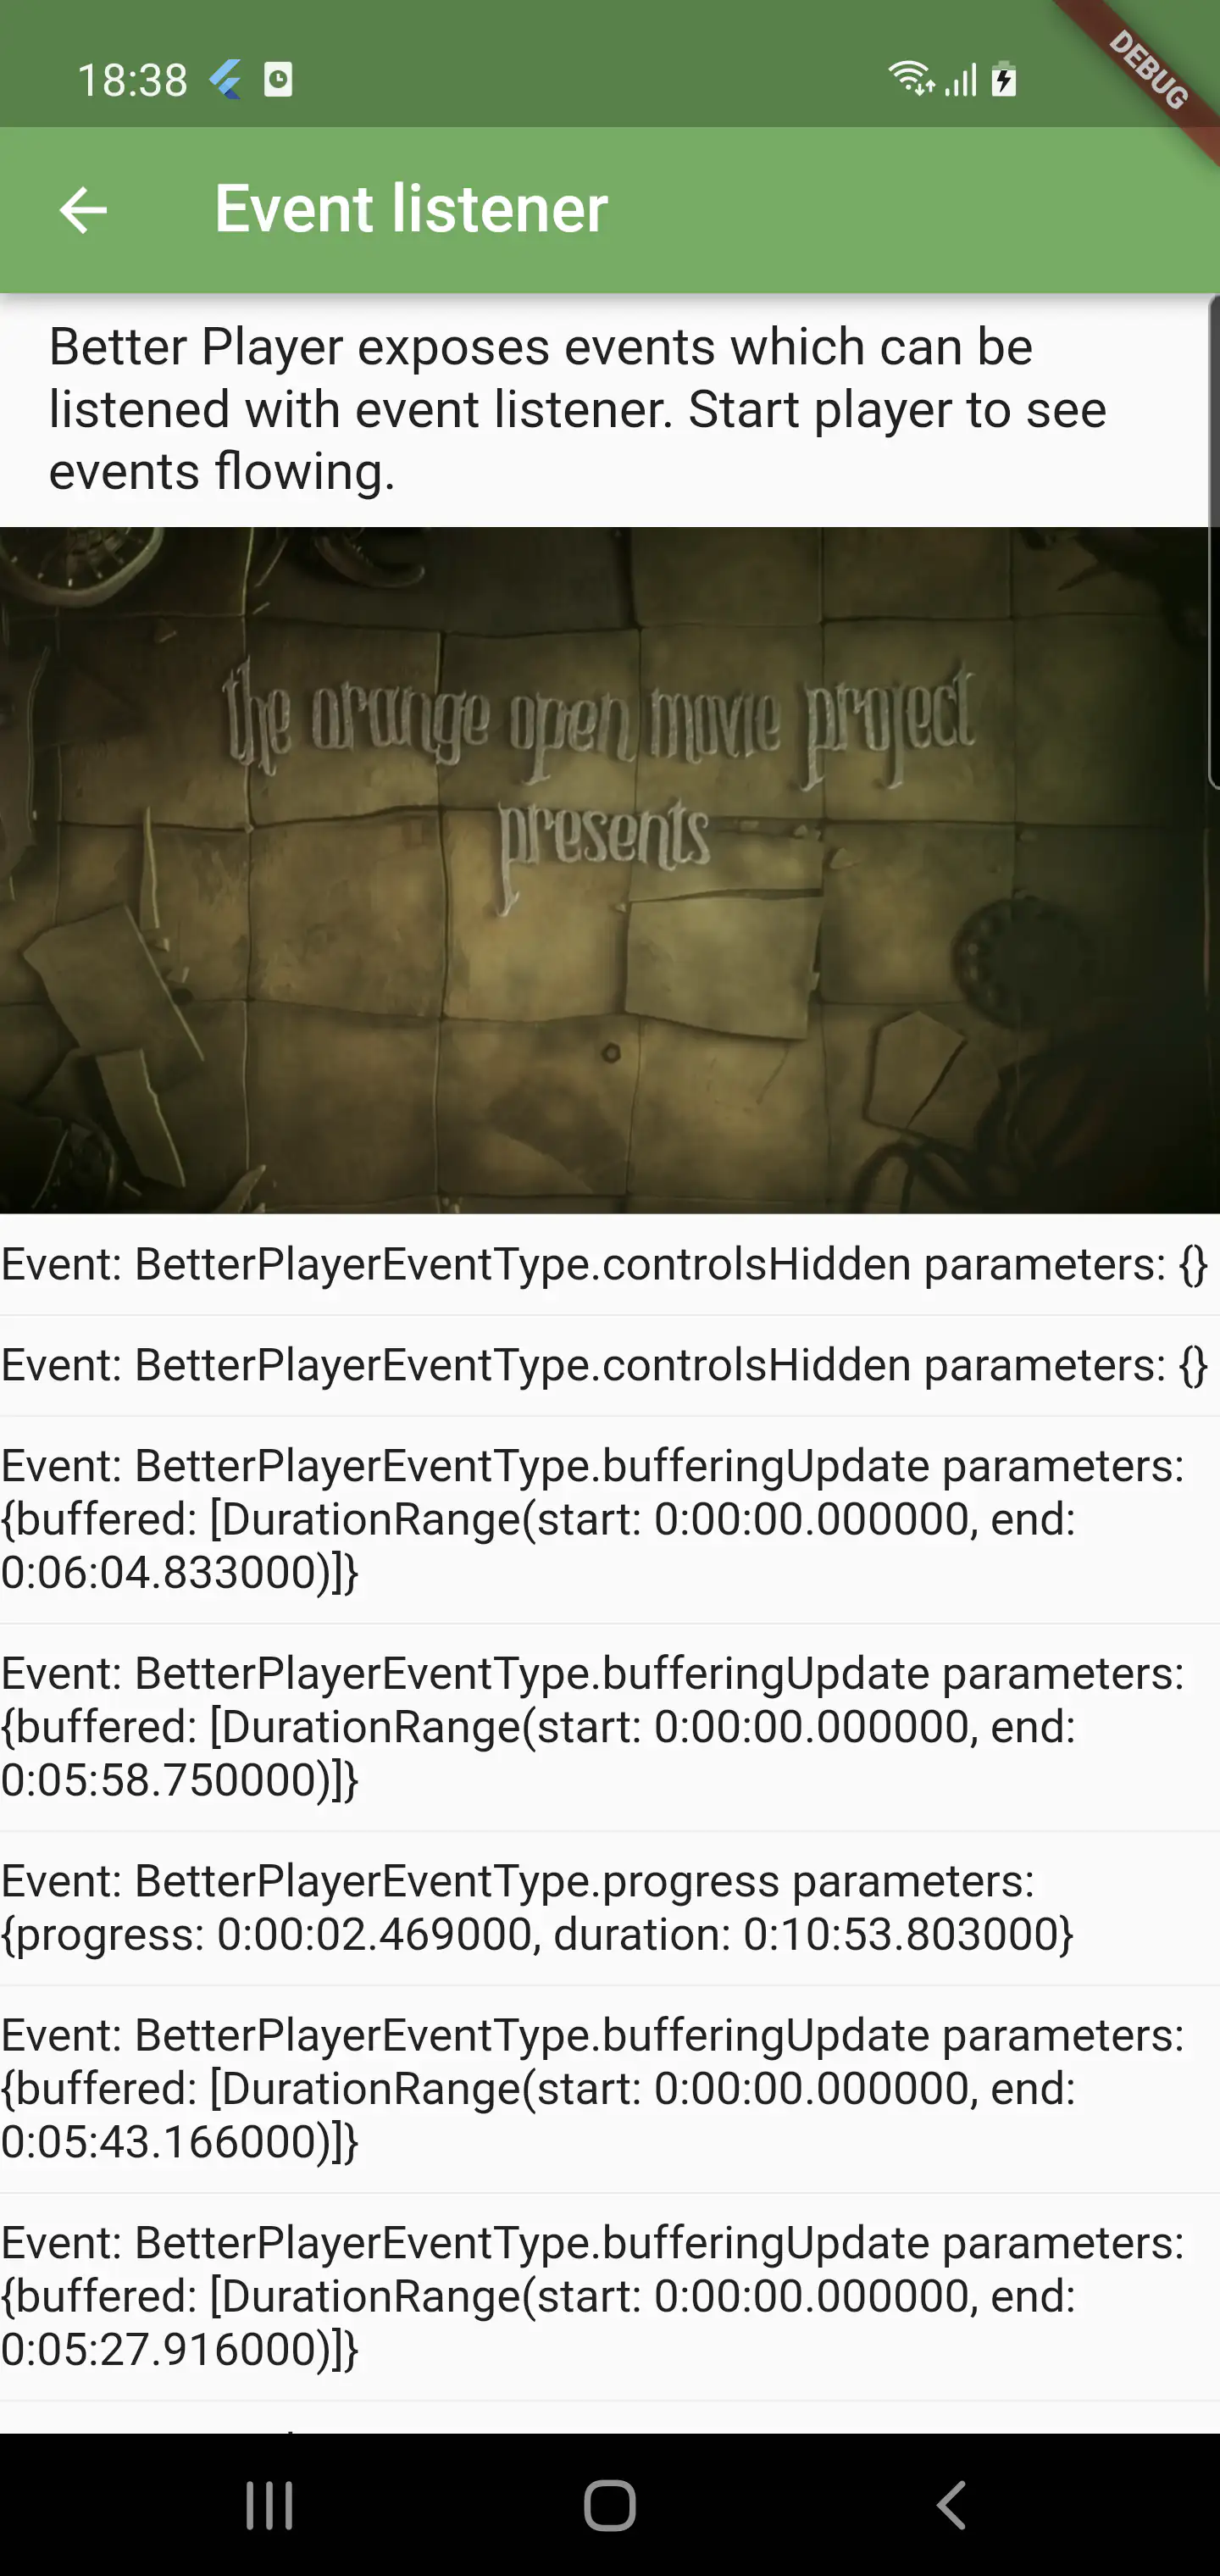 18:38
DEBUG
Event listener
Better Player exposes events which can be
listened with event listener. Start player to see
events flowing.
the orange open movie project
presents
Event: BetterPlayerEventType.controlsHidden parameters: {}
Event: BetterPlayerEventType.controlsHidden parameters: {}
Event: BetterPlayerEventType.bufferingUpdate parameters:
{buffered: [DurationRange(start: 0:00:00.000000, end:
0:06:04.833000)]}
Event: BetterPlayerEventType.bufferingUpdate parameters:
{buffered: [DurationRange(start: 0:00:00.000000, end:
0:05:58.750000)]}
Event: BetterPlayerEventType.progress parameters:
{progress: 0:00:02.469000, duration: 0:10:53.803000}
Event: BetterPlayerEventType.bufferingUpdate parameters:
{buffered: [DurationRange(start: 0:00:00.000000, end:
0:05:43.166000)]}
Event: BetterPlayerEventType.bufferingUpdate parameters:
{buffered: [DurationRange(start: 0:00:00.000000, end:
0:05:27.916000)]}